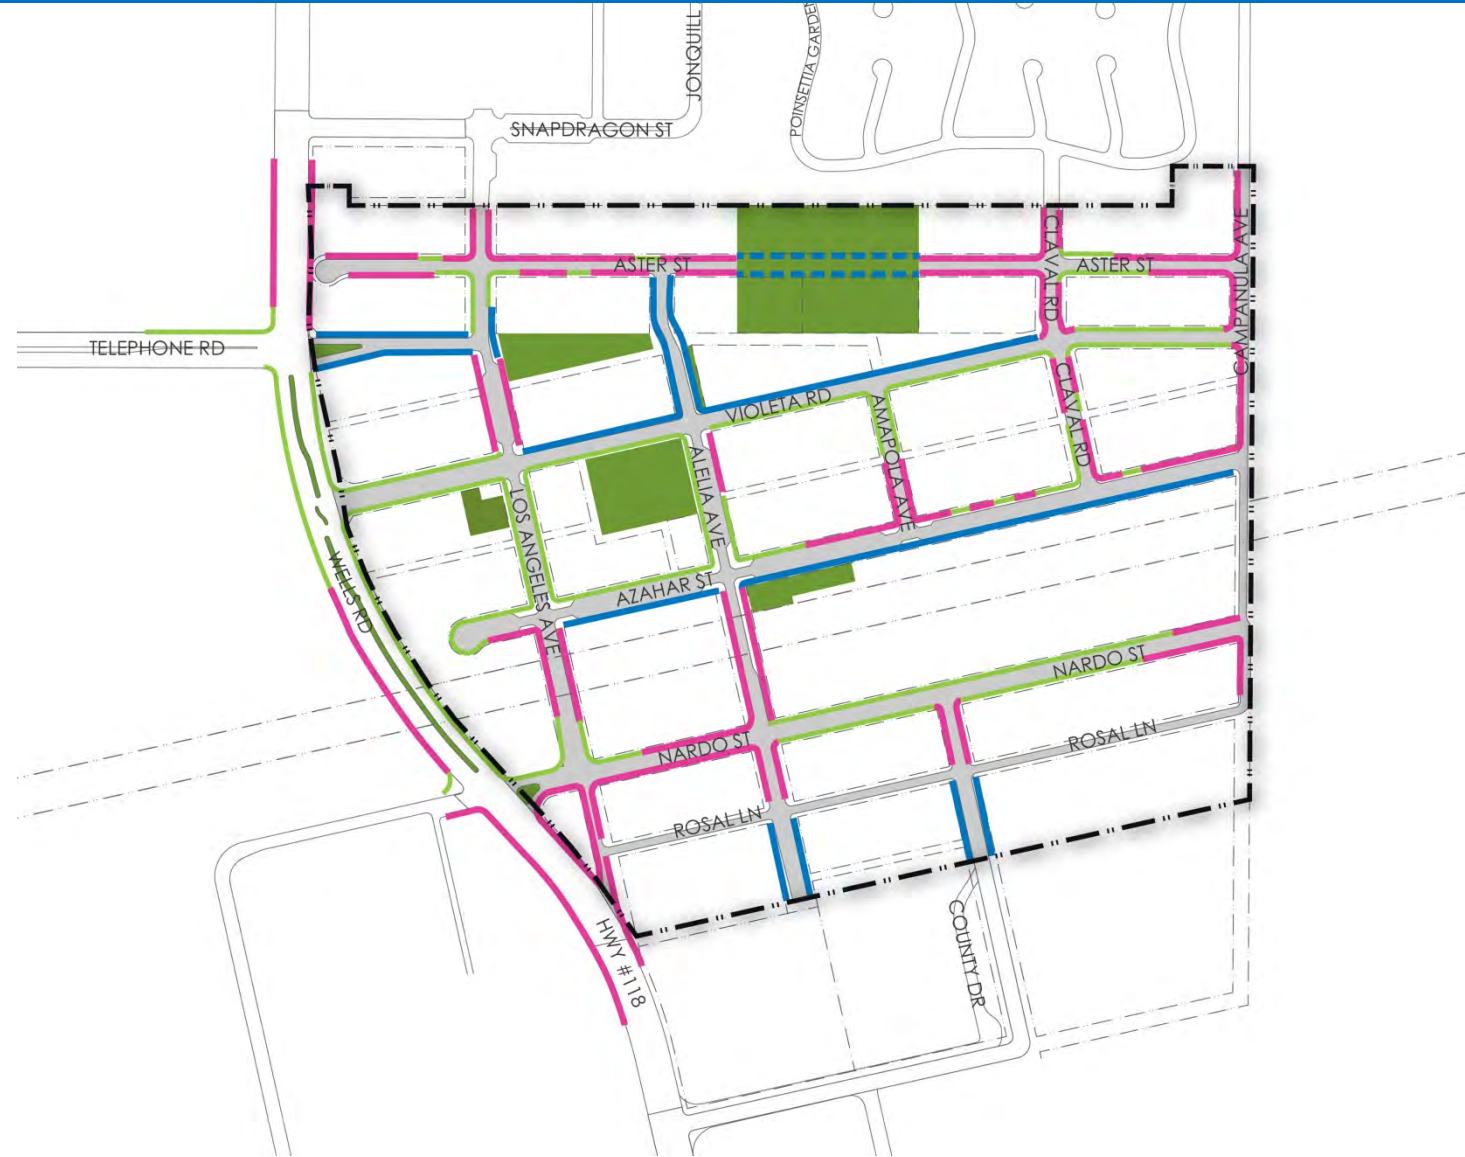 JONQUILL
POINSETTIA GARDEN
SNAPDRAGON ST
CLAVAL RD
CAMPANULA AVE
ASTER ST
ASTER ST
TELEPHONE RD
VIOLETA RD
AMAPOLA AVE
CLAVAL RD
ALELIA AVE
LOS ANGELES AVE
WELLS RD
AZAHAR ST
NARDO ST
NARDO ST
ROSAL LN
ROSAL LN
HWY #118
COUNTY DR